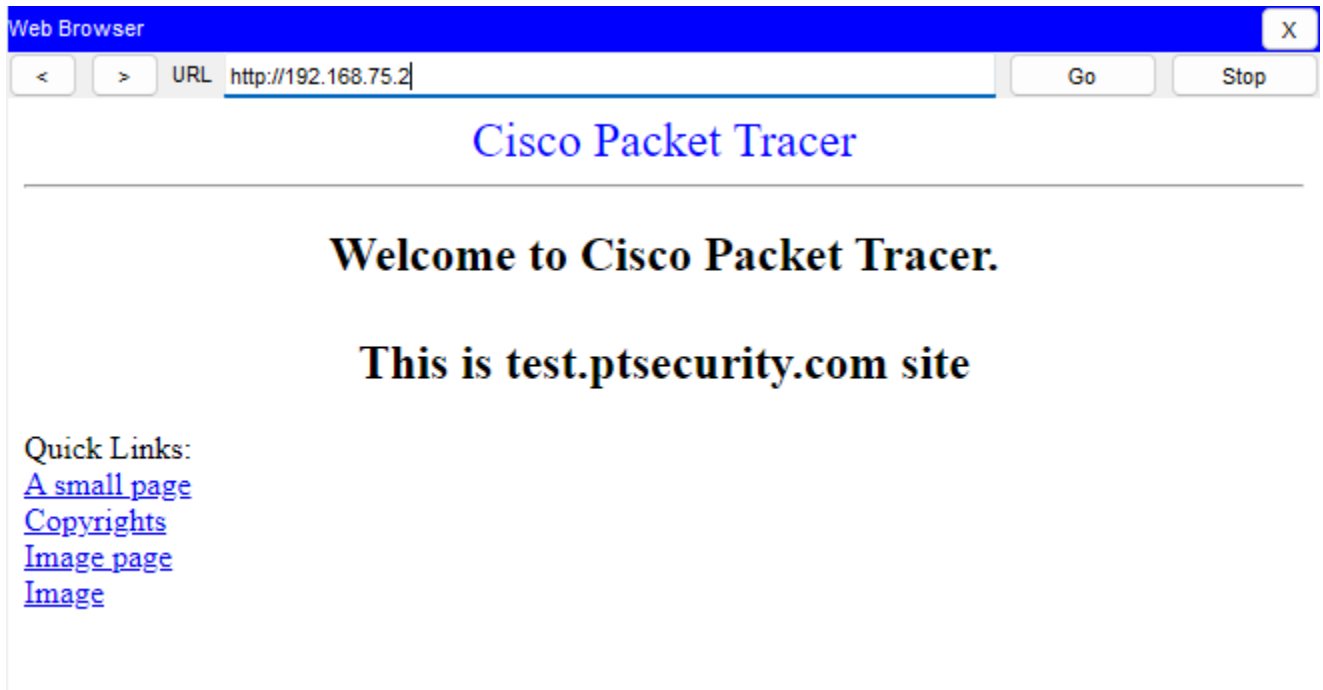 Web Browser X
< > URL http://192.168.75.2 Go Stop
Cisco Packet Tracer
Welcome to Cisco Packet Tracer.
This is test.ptsecurity.com site
Quick Links:
A small page
Copyrights
Image page
Image